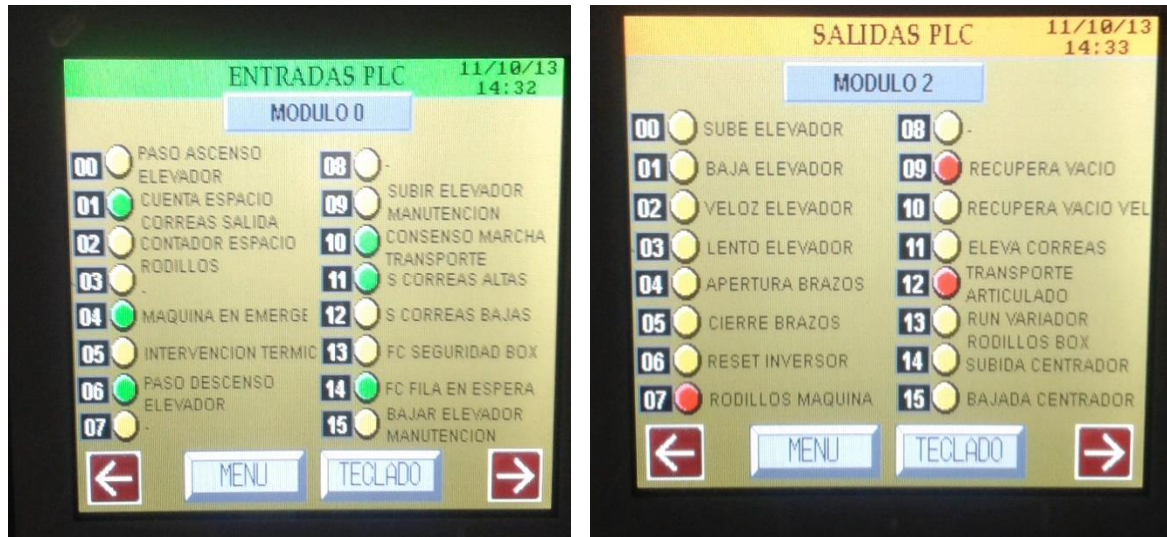 ENTRADAS PLC
11/10/13
14:32
MODULO 0
00 PASO ASCENSO
ELEVADOR
01 CUENTA ESPACIO
CORREAS SALIDA
02 CONTADOR ESPACIO
RODILLOS
03 -
04 MAQUINA EN EMERGE
05 INTERVENCION TERMIC
06 PASO DESCENSO
ELEVADOR
07 -
08 -
09 SUBIR ELEVADOR
MANUTENCION
10 CONSENSO MARCHA
TRANSPORTE
11 S CORREAS ALTAS
12 S CORREAS BAJAS
13 FC SEGURIDAD BOX
14 FC FILA EN ESPERA
15 BAJAR ELEVADOR
MANUTENCION
MENU
TECLADO
SALIDAS PLC
11/10/13
14:33
MODULO 2
00 SUBE ELEVADOR
01 BAJA ELEVADOR
02 VELOZ ELEVADOR
03 LENTO ELEVADOR
04 APERTURA BRAZOS
05 CIERRE BRAZOS
06 RESET INVERSOR
07 RODILLOS MAQUINA
08 -
09 RECUPERA VACIO
10 RECUPERA VACIO VEL
11 ELEVA CORREAS
12 TRANSPORTE
ARTICULADO
13 RUN VARIADOR
RODILLOS BOX
14 SUBIDA CENTRADOR
15 BAJADA CENTRADOR
MENU
TECLADO